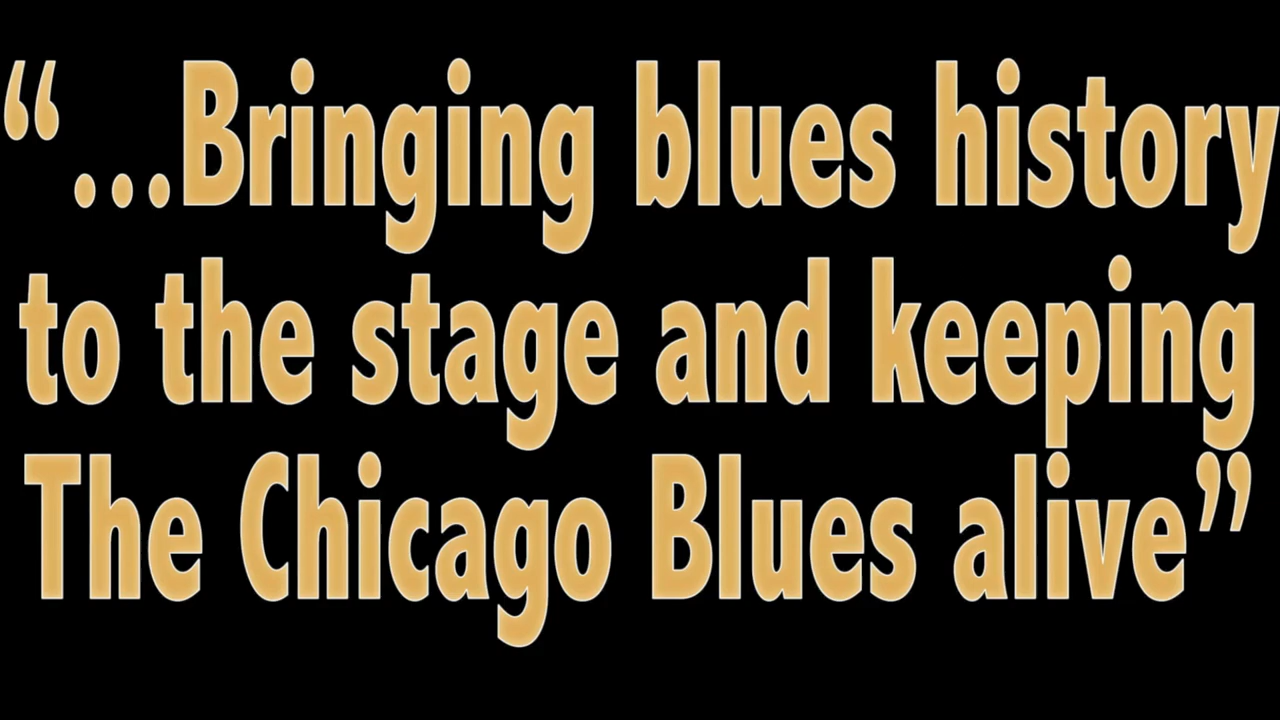 “...Bringing blues history
to the stage and keeping
The Chicago Blues alive”